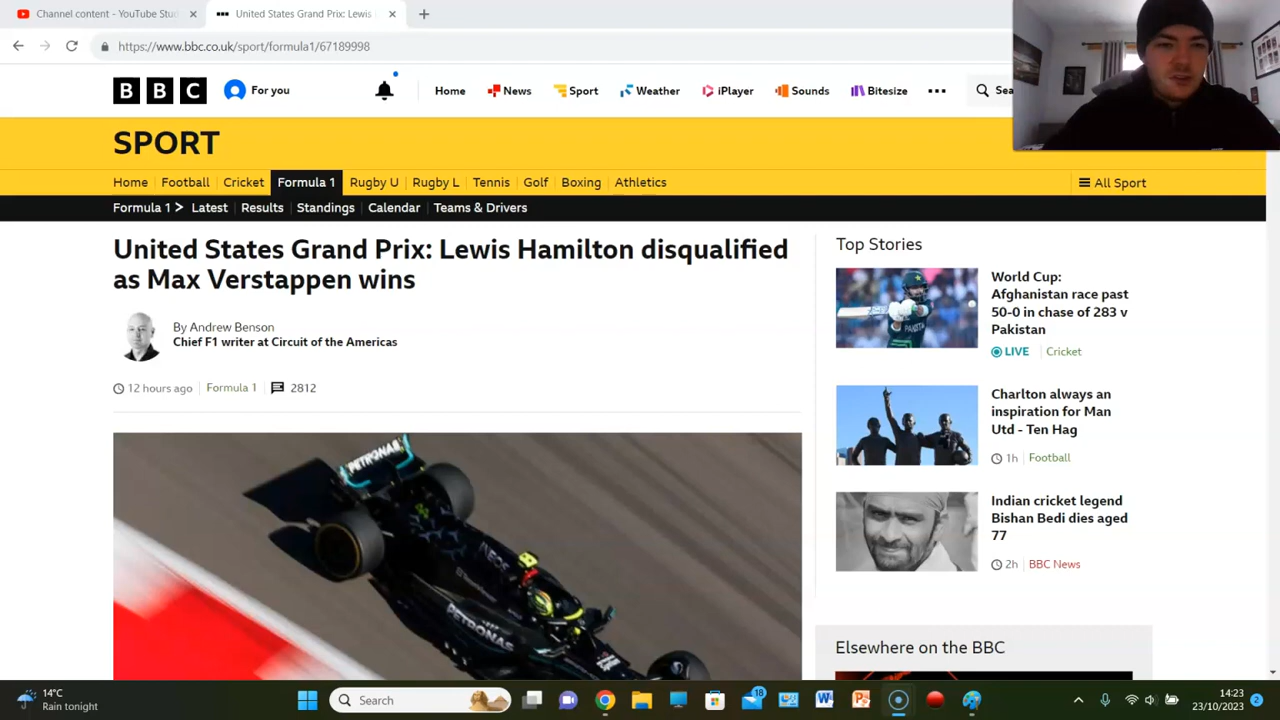 Channel content - YouTube Stu
United States Grand Prix: Lewis
https://www.bbc.co.uk/sport/formula1/67189998
BBC
For you
Home
News
Sport
Weather
iPlayer
Sounds
Bitesize
Sea
SPORT
Home Football Cricket Formula 1 Rugby U Rugby L Tennis Golf Boxing Athletics
All Sport
Formula 1 Latest Results Standings Calendar Teams & Drivers
United States Grand Prix: Lewis Hamilton disqualified
as Max Verstappen wins
By Andrew Benson
Chief F1 writer at Circuit of the Americas
12 hours ago Formula 1 2812
PETRONAS
INEOS
PETRONAS
Top Stories
World Cup:
Afghanistan race past
50-0 in chase of 283 v
Pakistan
LIVE Cricket
PAKISTAN
Charlton always an
inspiration for Man
Utd - Ten Hag
1h Football
Indian cricket legend
Bishan Bedi dies aged
77
2h BBC News
Elsewhere on the BBC
14°C
Rain tonight
Search
18
14:23
23/10/2023
2